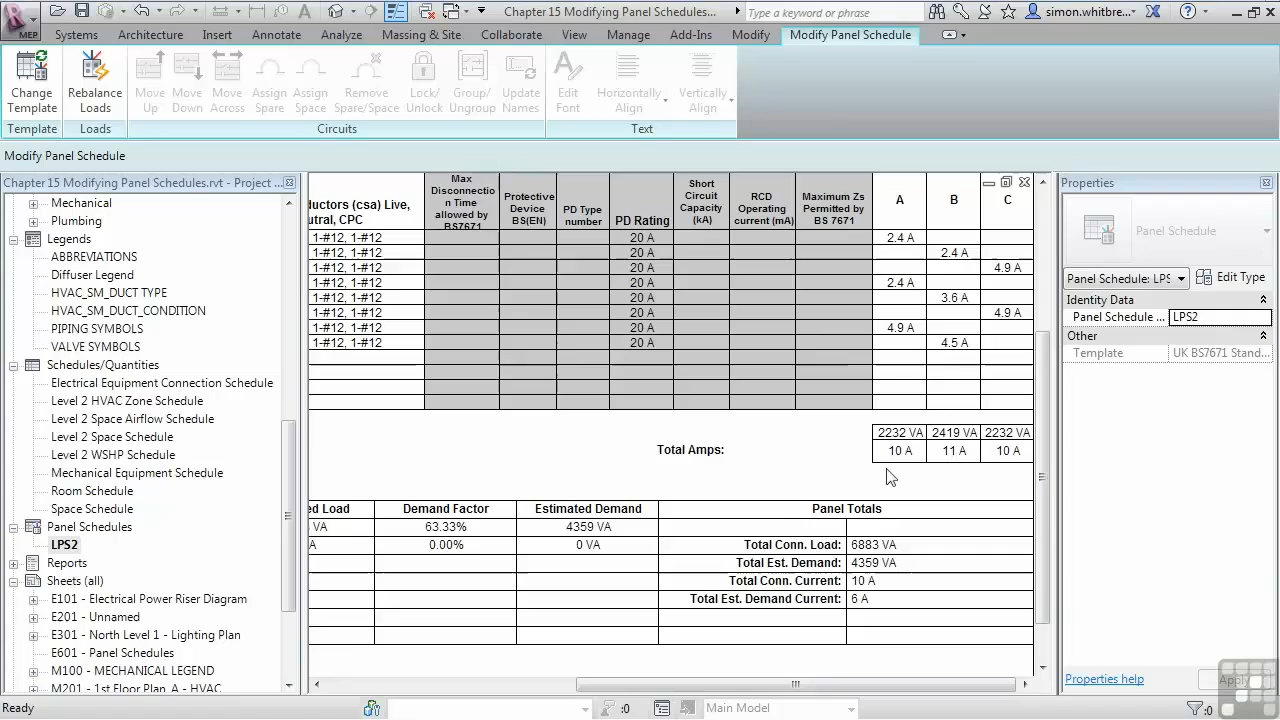 Chapter 15 Modifying Panel Schedules...
Type a keyword or phrase
simon.whitbre...
MEP
Systems Architecture Insert Annotate Analyze Massing & Site Collaborate View Manage Add-Ins Modify Modify Panel Schedule
Change Template
Rebalance Loads
Move Up
Move Down
Move Across
Assign Spare
Assign Space
Remove Spare/Space
Lock/ Unlock
Group/ Ungroup
Update Names
Edit Font
Horizontally Align
Vertically Align
Template Loads Circuits Text
Modify Panel Schedule
Chapter 15 Modifying Panel Schedules.rvt - Project ...
Mechanical
Plumbing
Legends
ABBREVIATIONS
Diffuser Legend
HVAC_SM_DUCT TYPE
HVAC_SM_DUCT_CONDITION
PIPING SYMBOLS
VALVE SYMBOLS
Schedules/Quantities
Electrical Equipment Connection Schedule
Level 2 HVAC Zone Schedule
Level 2 Space Airflow Schedule
Level 2 Space Schedule
Level 2 WSHP Schedule
Mechanical Equipment Schedule
Room Schedule
Space Schedule
Panel Schedules
LPS2
Reports
Sheets (all)
E101 - Electrical Power Riser Diagram
E201 - Unnamed
E301 - North Level 1 - Lighting Plan
E601 - Panel Schedules
M100 - MECHANICAL LEGEND
M201 - 1st Floor Plan_A - HVAC
ductors (csa) Live,
utral, CPC
Max
Disconnectio
n Time
allowed by
BS7671
Protective
Device
BS(EN)
PD Type
number
PD Rating
Short
Circuit
Capacity
(kA)
RCD
Operating
current (mA)
Maximum Zs
Permitted by
BS 7671
A B C
1-#12, 1-#12 20 A 2.4 A
1-#12, 1-#12 20 A 2.4 A
1-#12, 1-#12 20 A 4.9 A
1-#12, 1-#12 20 A 2.4 A
1-#12, 1-#12 20 A 3.6 A
1-#12, 1-#12 20 A 4.9 A
1-#12, 1-#12 20 A 4.9 A
1-#12, 1-#12 20 A 4.5 A
2232 VA 2419 VA 2232 VA
Total Amps: 10 A 11 A 10 A
ed Load Demand Factor Estimated Demand Panel Totals
VA 63.33% 4359 VA
A 0.00% 0 VA Total Conn. Load: 6883 VA
Total Est. Demand: 4359 VA
Total Conn. Current: 10 A
Total Est. Demand Current: 6 A
Properties
Panel Schedule
Panel Schedule: LPS
Edit Type
Identity Data
Panel Schedule ... LPS2
Other
Template UK BS7671 Stand...
Properties help
Apply
Ready
:0
Main Model
:0